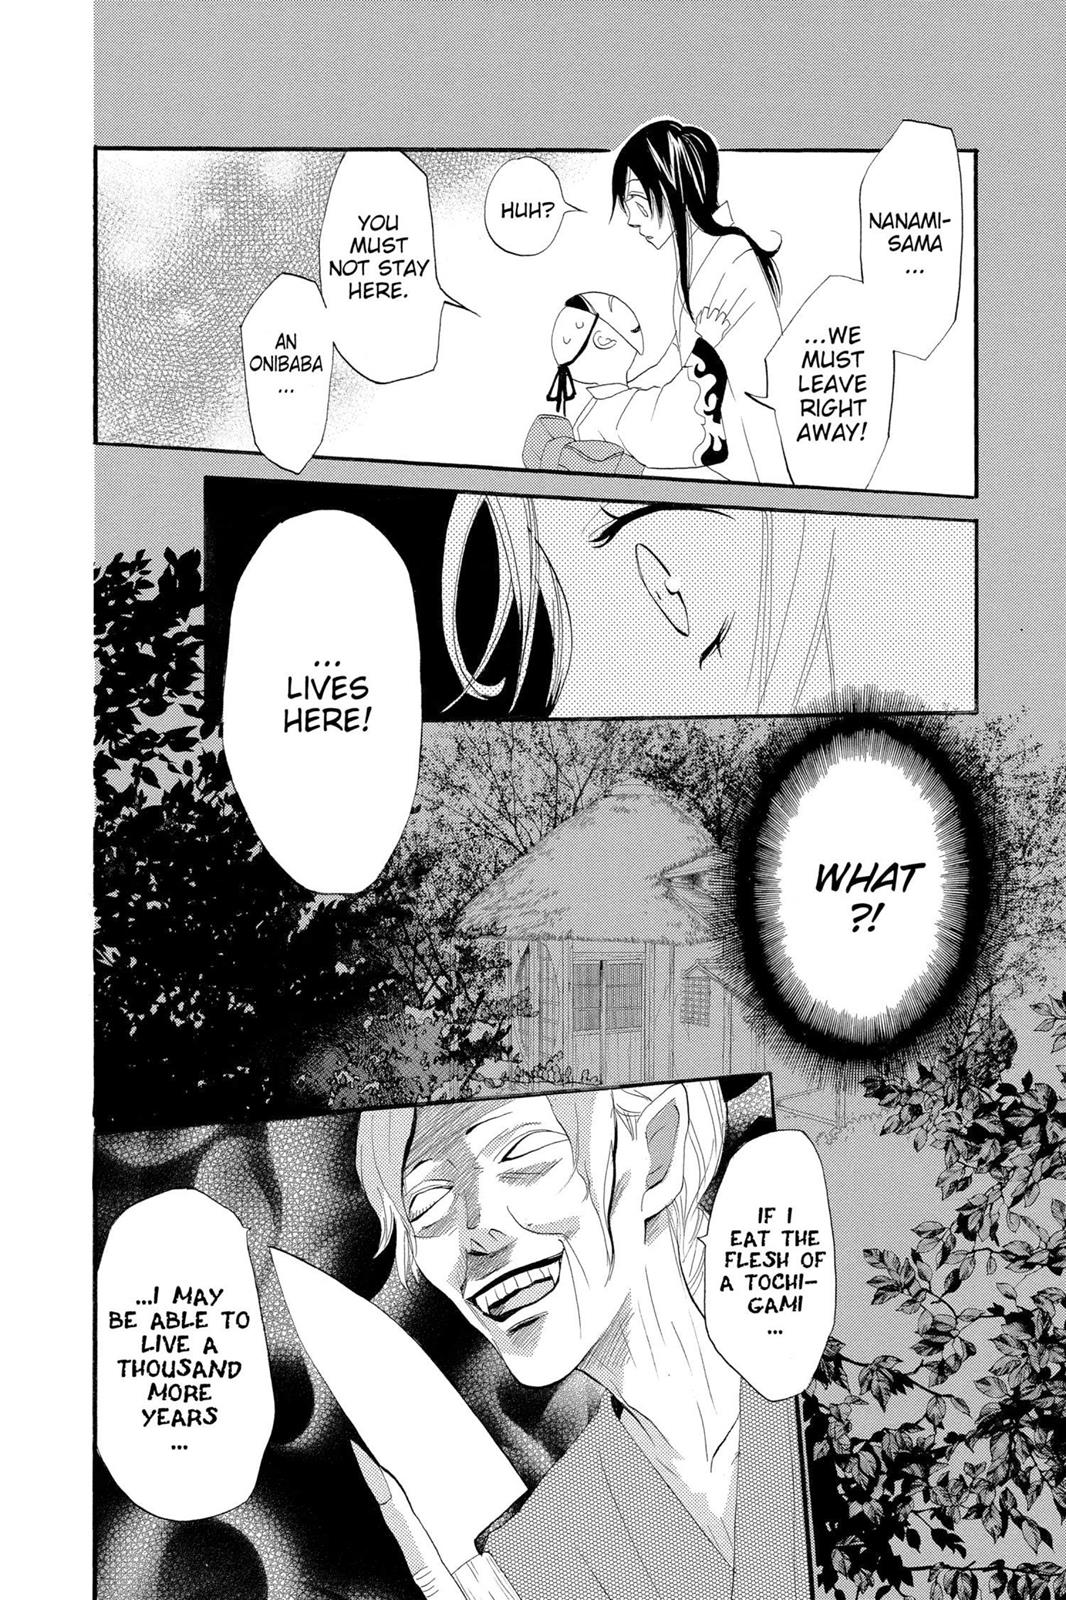 NANAMI-
SAMA
...
...WE
MUST
LEAVE
RIGHT
AWAY!
HUH?
YOU
MUST
NOT STAY
HERE.
AN
ONIBABA
...
...
LIVES
HERE!
WHAT
?!
IF I
EAT THE
FLESH OF
A TOCHI-
GAMI
...
...I MAY
BE ABLE TO
LIVE A
THOUSAND
MORE
YEARS
...